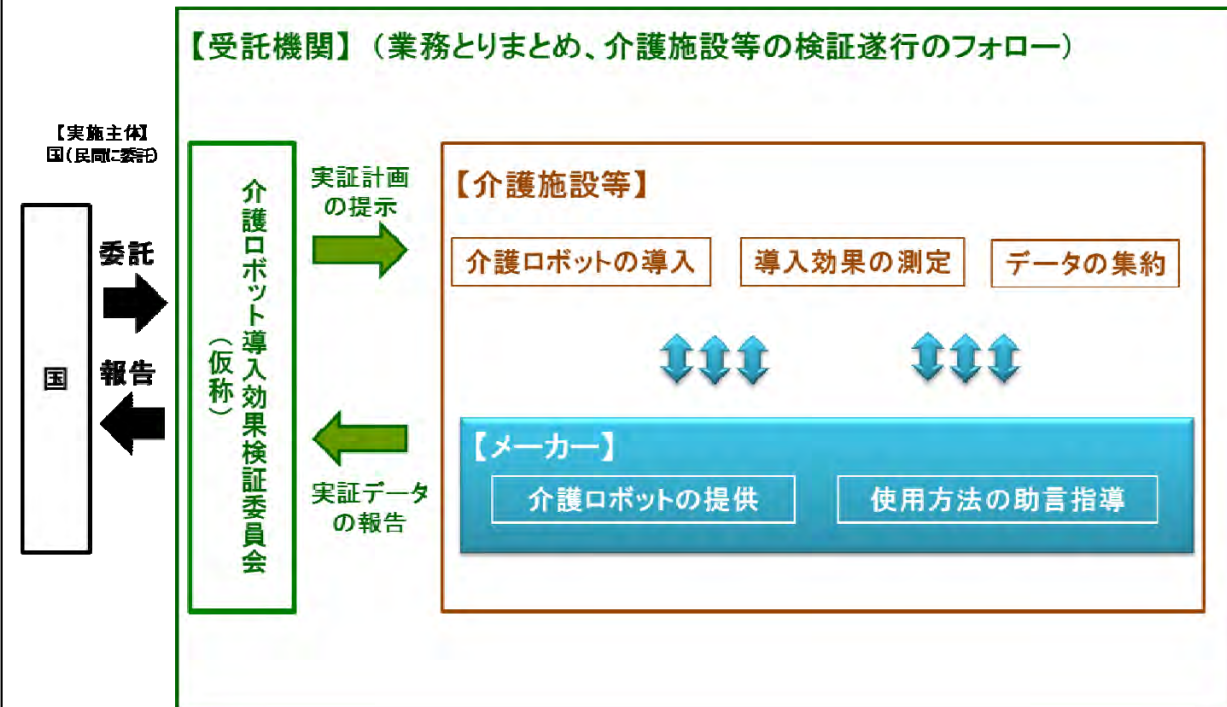 【受託機関】（業務とりまとめ、介護施設等の検証遂行のフォロー）
【実施主体】
国（民間に委託）
国
委託
報告
介護ロボット導入効果検証委員会
（仮称）
実証計画
の提示
実証データ
の報告
【介護施設等】
介護ロボットの導入
導入効果の測定
データの集約
【メーカー】
介護ロボットの提供
使用方法の助言指導